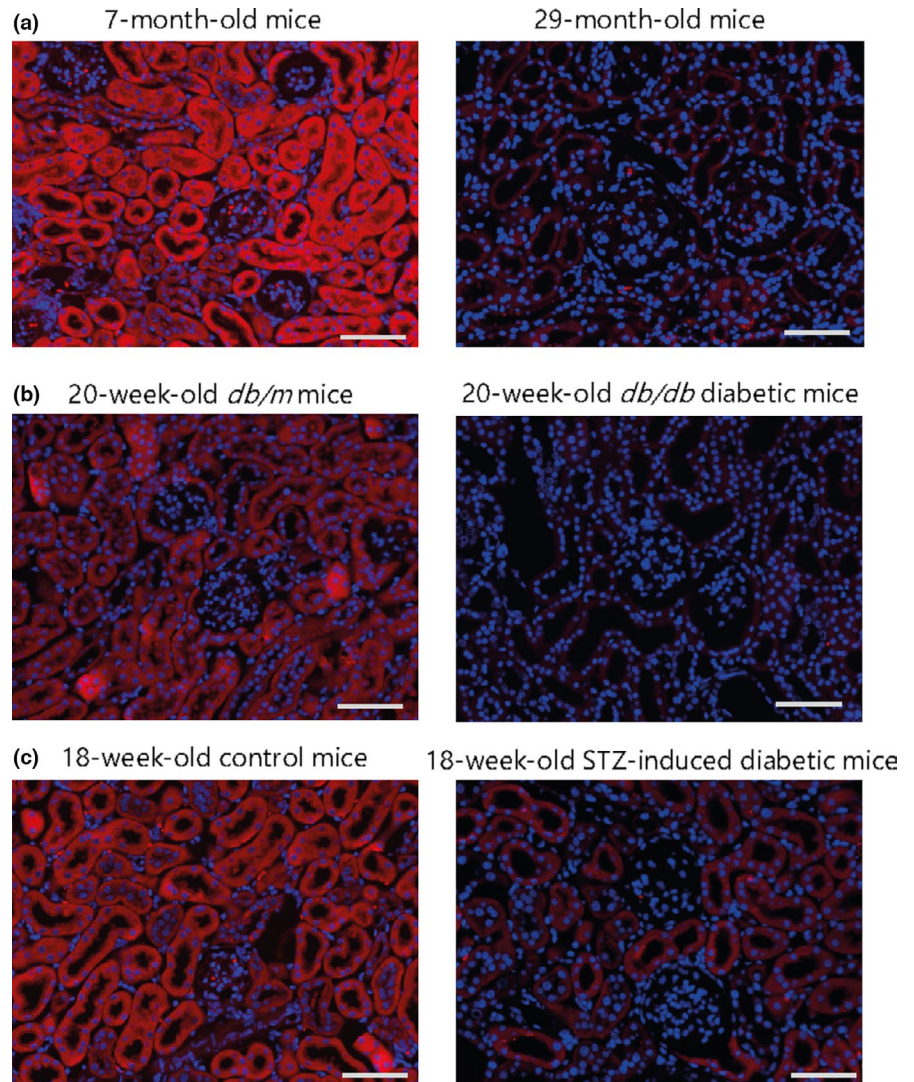 (a) 7-month-old mice 29-month-old mice
(b) 20-week-old db/m mice 20-week-old db/db diabetic mice
(c) 18-week-old control mice 18-week-old STZ-induced diabetic mice